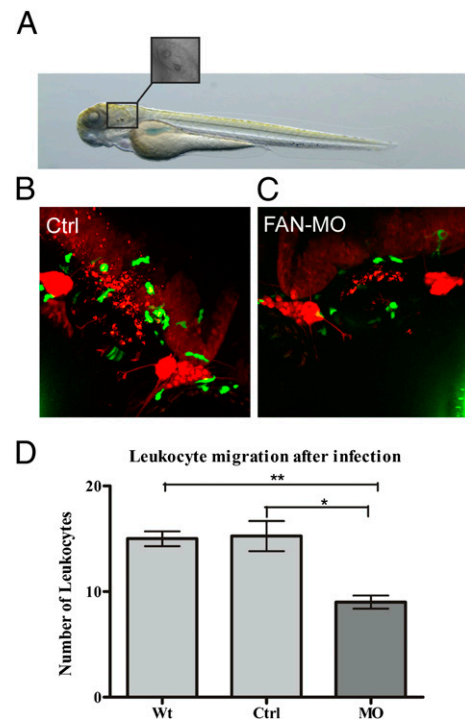 A
B
Ctrl
C
FAN-MO
D
Leukocyte migration after infection
**
*
Number of Leukocytes
20
10
0
Wt
Ctrl
MO